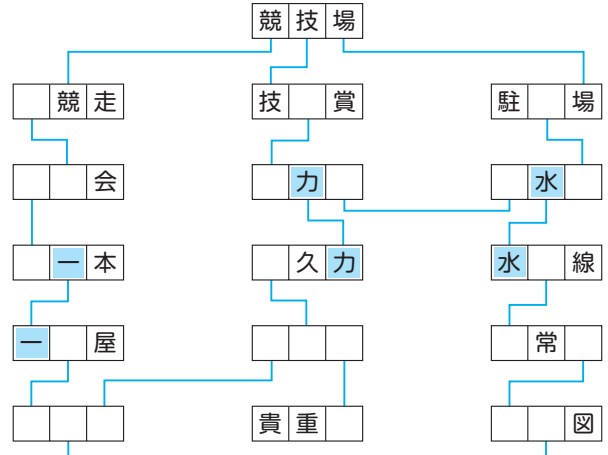 競技場
競走
技賞
駐場
会
力
水
一本
久力
水線
一屋
常
貴重
図